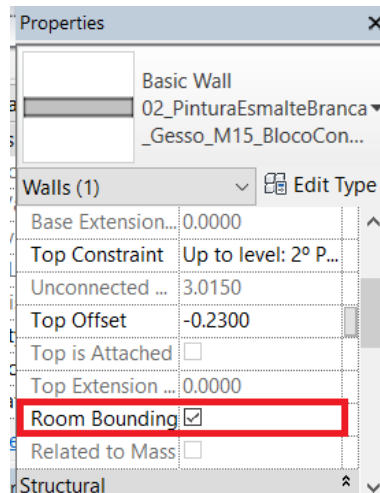 Properties
Basic Wall
02_PinturaEsmalteBranca
_Gesso_M15_BlocoCon...
Walls (1) Edit Type
Base Extension... 0.0000
Top Constraint Up to level: 2º P...
Unconnected ... 3.0150
Top Offset -0.2300
Top is Attached
Top Extension ... 0.0000
Room Bounding
Related to Mass
Structural